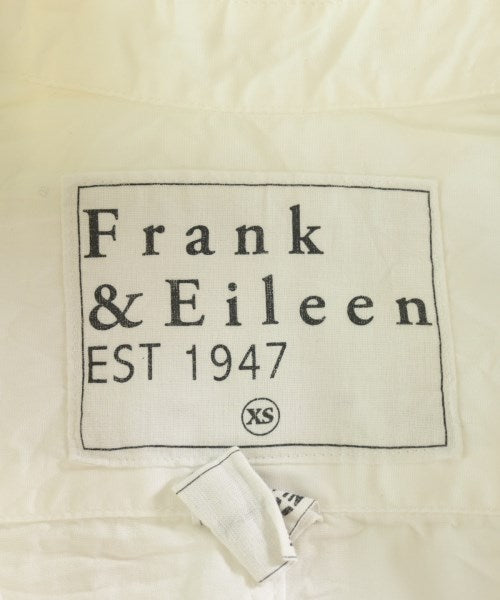 Frank
& Eileen
EST 1947
XS